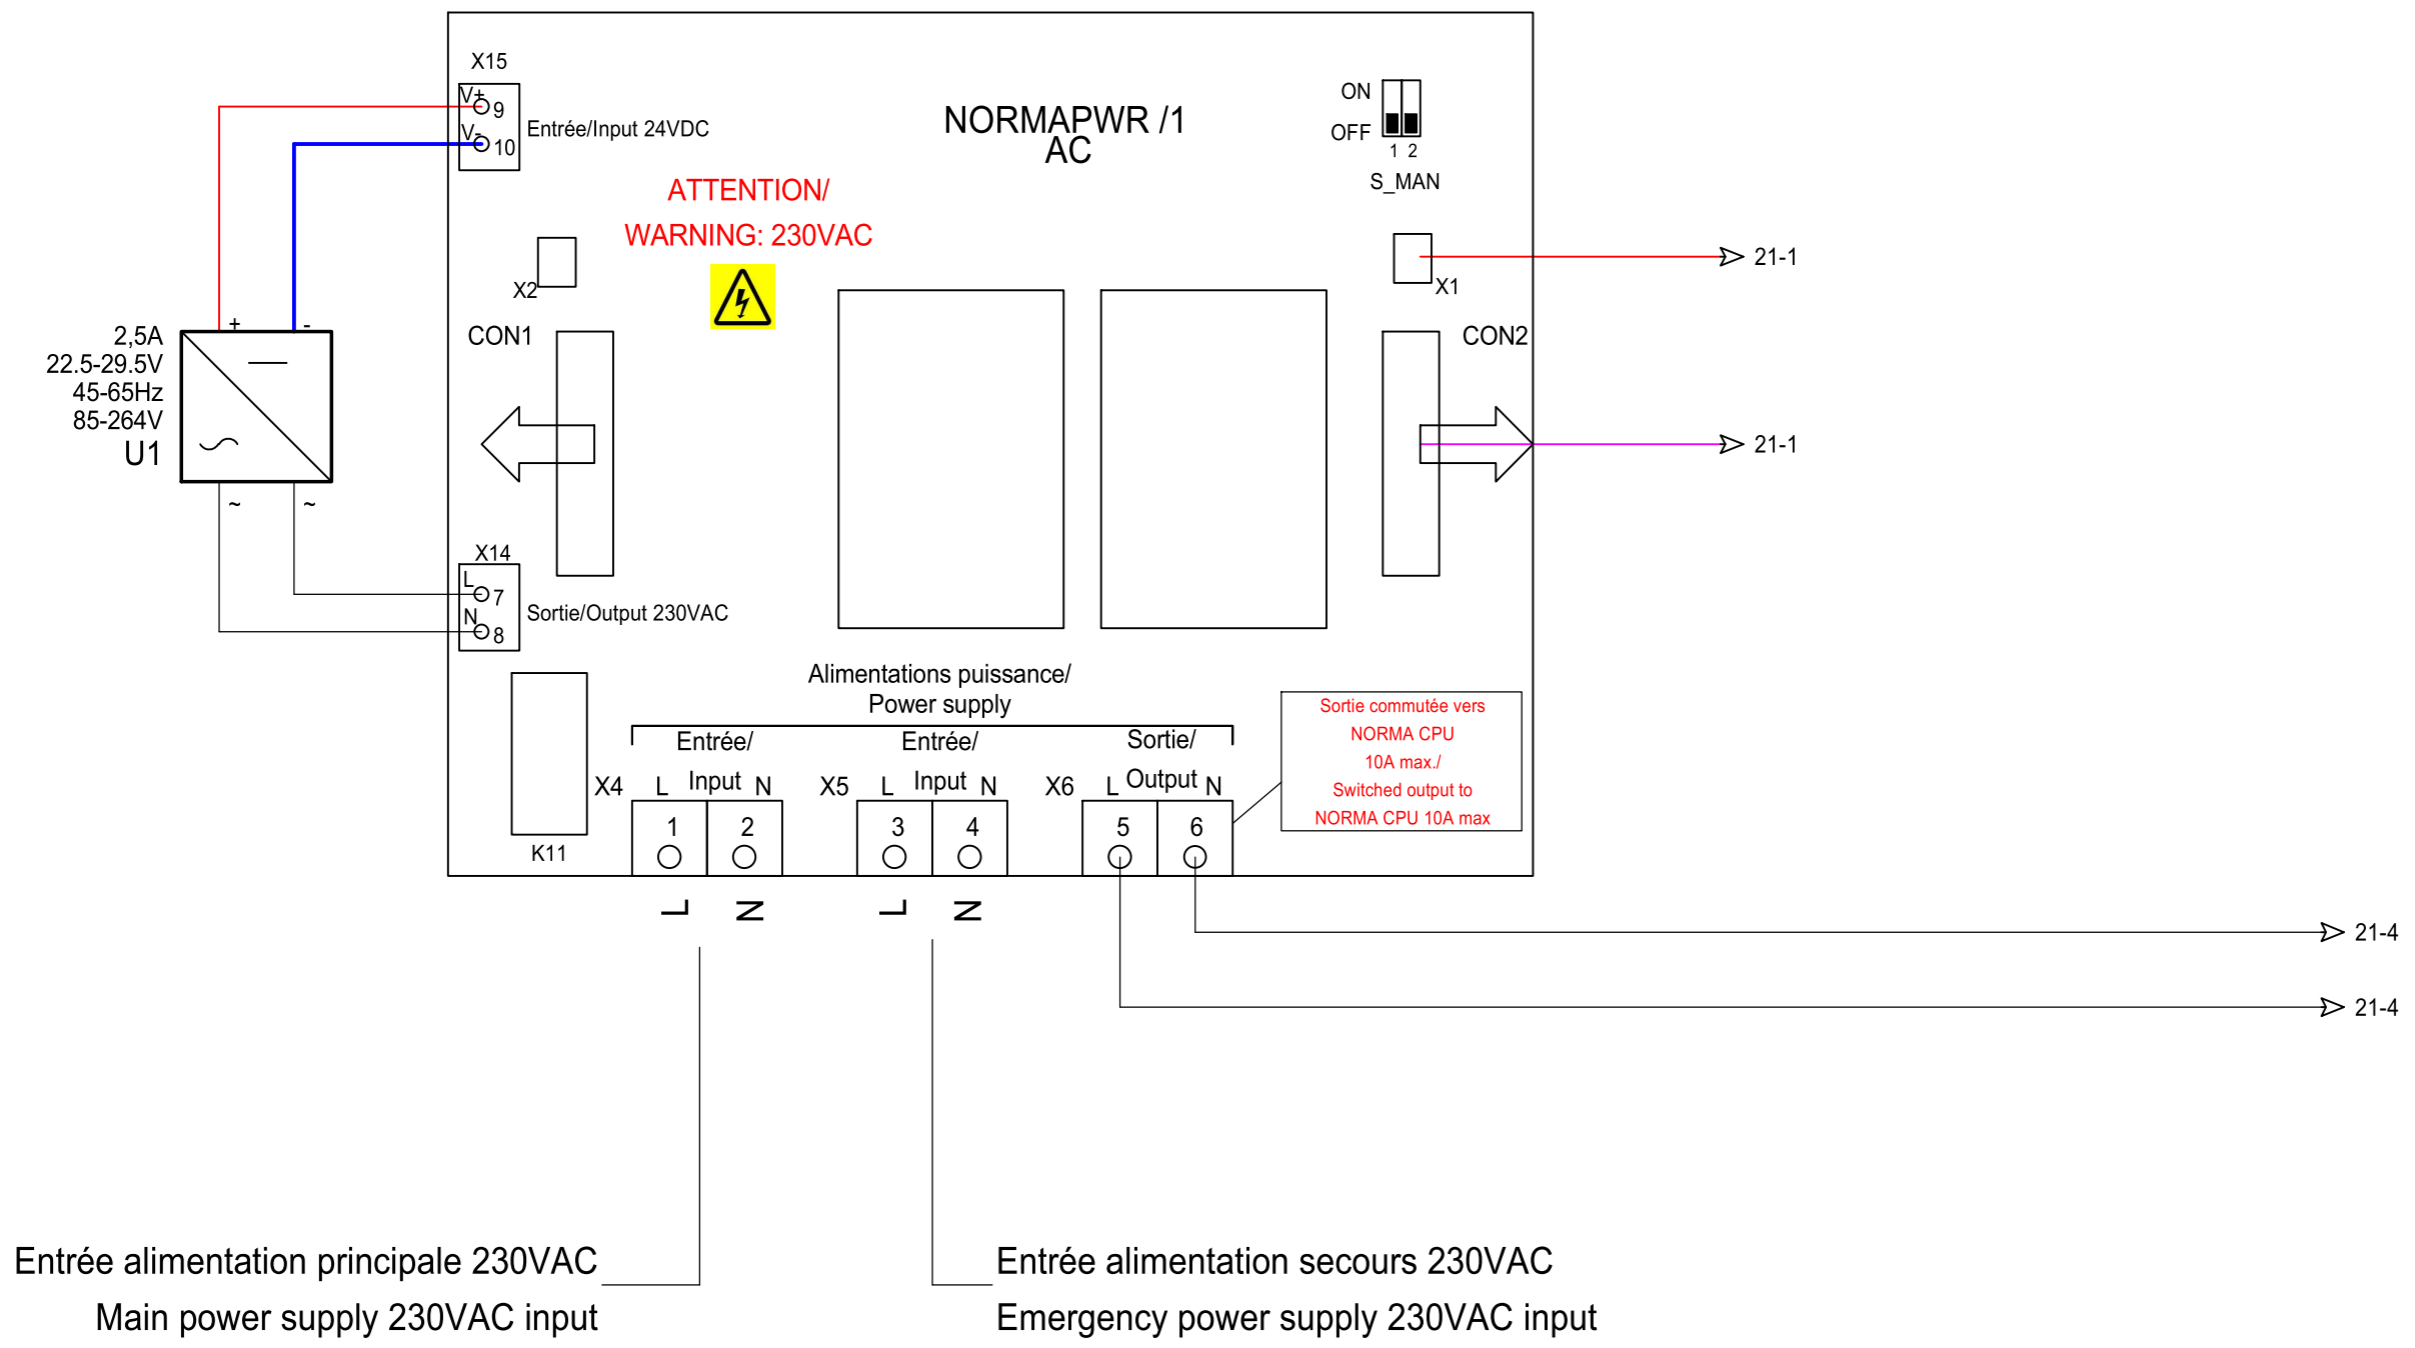 X15
V+
9
V-
10
Entrée/Input 24VDC
NORMAPWR /1
AC
ON
OFF
1 2
S_MAN
ATTENTION/
WARNING: 230VAC
X2
X1
21-1
CON1
CON2
21-1
+ -
2,5A
22.5-29.5V
45-65Hz
85-264V
U1
~ ~
X14
L
7
N
8
Sortie/Output 230VAC
K11
Alimentations puissance/
Power supply
Entrée/
Input
X4 L N
1 2
Entrée/
Input
X5 L N
3 4
Sortie/
Output
X6 L N
5 6
Sortie commutée vers
NORMA CPU
10A max./
Switched output to
NORMA CPU 10A max
L N
L N
21-4
21-4
Entrée alimentation principale 230VAC
Main power supply 230VAC input
Entrée alimentation secours 230VAC
Emergency power supply 230VAC input